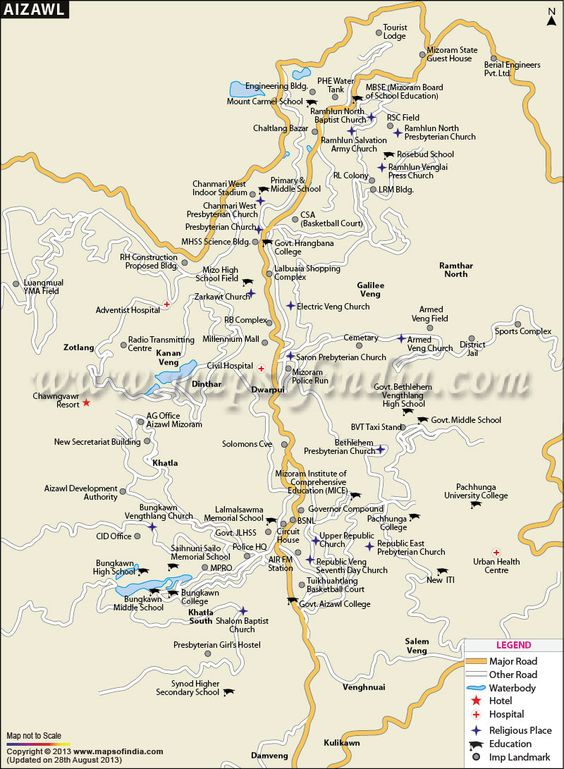 AIZAWL
N
Tourist
Lodge
Mizoram State
Guest House
Berial Engineers
Pvt. Ltd.
Engineering Bldg.
PHE Water
Tank
MBSE (Mizoram Board
of School Education)
Mount Carmel School
Ramhlun North
Baptist Church
RSC Field
Chaltlang Bazar
Ramhlun North
Presbyterian Church
Ramhlun Salvation
Army Church
Rosebud School
Ramhlun Venglai
Press Church
RL Colony
LRM Bldg.
Primary &
Middle School
Chanmari West
Indoor Stadium
Chanmari West
Presbyterian Church
Presbyterian Church
CSA
(Basketball Court)
MHSS Science Bldg.
Govt. Hrangbana
College
RH Construction
Proposed Bldg.
Mizo High
School Field
Lalbuaia Shopping
Complex
Ramthar
North
Luangmual
YMA Field
Galilee
Veng
Zarkawt Church
Adventist Hospital
Electric Veng Church
RB Complex
Armed
Veng Field
Sports Complex
Zotlang
Radio Transmitting
Centre
Millennium Mall
Cemetary
Armed
Veng Church
District
Jail
Kanan
Veng
Saron Presbyterian Church
Civil Hospital
Mizoram
Police Run
www.mapsofindia.com
Dinthar
Dwarpui
Govt. Bethlehem
Vengthlang
High School
Chawngvawr
Resort
AG Office
Aizawl Mizoram
BVT Taxi Stand
Govt. Middle School
New Secretariat Building
Solomons Cve
Bethlehem
Presbyterian Church
Khatla
Mizoram Institute of
Comprehensive
Education (MICE)
Aizawl Development
Authority
Pachhunga
University College
Bungkawn
Vengthlang Church
Lalmalsawma
Memorial School
Governor Compound
BSNL
Pachhunga
College
CID Office
Govt. JLHSS
Circuit
House
Upper Republic
Church
Saihnuni Sailo
Memorial School
Police HQ
Republic East
Presbyterian Church
Urban Health
Centre
Bungkawn
High School
MPRO
AIR FM
Station
Republic Veng
Seventh Day Church
New ITI
Tuikhuahtlang
Basketball Court
Bungkawn
Middle School
Bungkawn
College
Govt. Aizawl College
Khatla
South
Shalom Baptist
Church
Salem
Veng
Presbyterian Girl's Hostel
Synod Higher
Secondary School
Venghnuai
Kulikawn
Damveng
LEGEND
Major Road
Other Road
Waterbody
Hotel
Hospital
Religious Place
Education
Imp Landmark
Map not to Scale
Copyright © 2013 www.mapsofindia.com
(Updated on 28th August 2013)